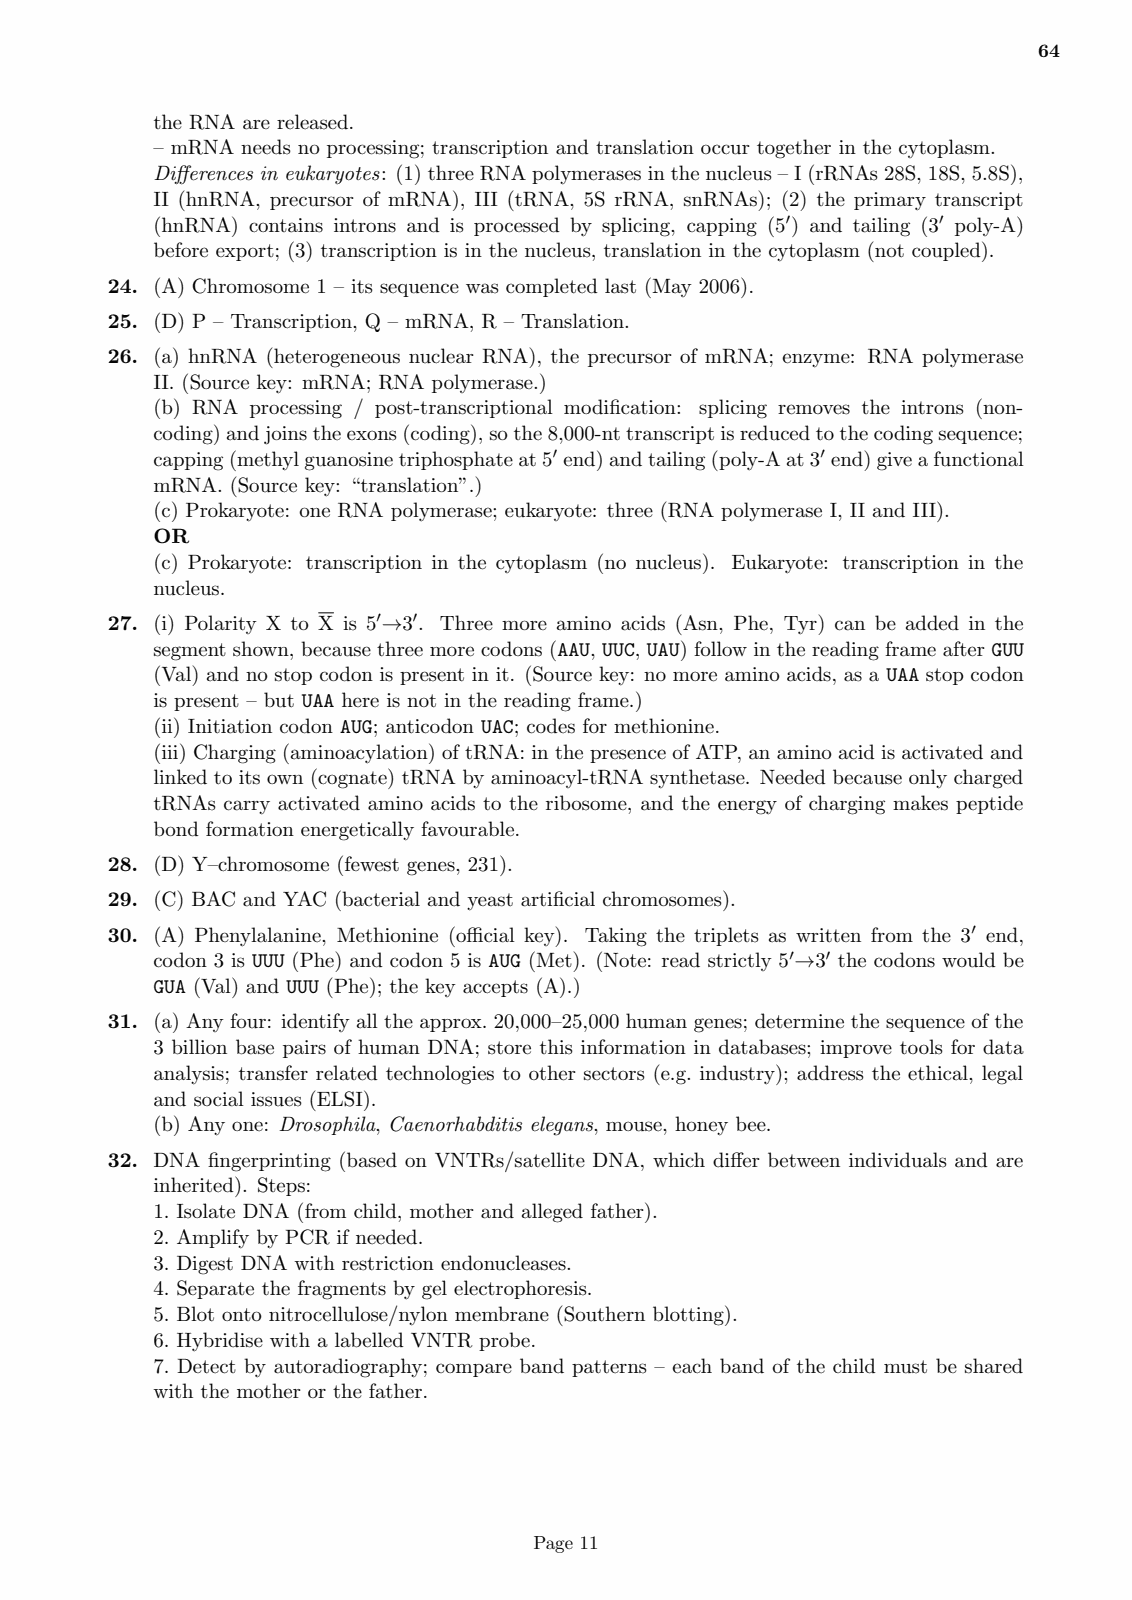 64
the RNA are released.
– mRNA needs no processing; transcription and translation occur together in the cytoplasm.
Differences in eukaryotes: (1) three RNA polymerases in the nucleus – I (rRNAs 28S, 18S, 5.8S),
II (hnRNA, precursor of mRNA), III (tRNA, 5S rRNA, snRNAs); (2) the primary transcript
(hnRNA) contains introns and is processed by splicing, capping (5′) and tailing (3′ poly-A)
before export; (3) transcription is in the nucleus, translation in the cytoplasm (not coupled).
24. (A) Chromosome 1 – its sequence was completed last (May 2006).
25. (D) P – Transcription, Q – mRNA, R – Translation.
26. (a) hnRNA (heterogeneous nuclear RNA), the precursor of mRNA; enzyme: RNA polymerase
II. (Source key: mRNA; RNA polymerase.)
(b) RNA processing / post-transcriptional modification: splicing removes the introns (non-
coding) and joins the exons (coding), so the 8,000-nt transcript is reduced to the coding sequence;
capping (methyl guanosine triphosphate at 5′ end) and tailing (poly-A at 3′ end) give a functional
mRNA. (Source key: “translation”.)
(c) Prokaryote: one RNA polymerase; eukaryote: three (RNA polymerase I, II and III).
OR
(c) Prokaryote: transcription in the cytoplasm (no nucleus). Eukaryote: transcription in the
nucleus.
27. (i) Polarity X to X̅ is 5′→3′. Three more amino acids (Asn, Phe, Tyr) can be added in the
segment shown, because three more codons (AAU, UUC, UAU) follow in the reading frame after GUU
(Val) and no stop codon is present in it. (Source key: no more amino acids, as a UAA stop codon
is present – but UAA here is not in the reading frame.)
(ii) Initiation codon AUG; anticodon UAC; codes for methionine.
(iii) Charging (aminoacylation) of tRNA: in the presence of ATP, an amino acid is activated and
linked to its own (cognate) tRNA by aminoacyl-tRNA synthetase. Needed because only charged
tRNAs carry activated amino acids to the ribosome, and the energy of charging makes peptide
bond formation energetically favourable.
28. (D) Y–chromosome (fewest genes, 231).
29. (C) BAC and YAC (bacterial and yeast artificial chromosomes).
30. (A) Phenylalanine, Methionine (official key). Taking the triplets as written from the 3′ end,
codon 3 is UUU (Phe) and codon 5 is AUG (Met). (Note: read strictly 5′→3′ the codons would be
GUA (Val) and UUU (Phe); the key accepts (A).)
31. (a) Any four: identify all the approx. 20,000–25,000 human genes; determine the sequence of the
3 billion base pairs of human DNA; store this information in databases; improve tools for data
analysis; transfer related technologies to other sectors (e.g. industry); address the ethical, legal
and social issues (ELSI).
(b) Any one: Drosophila, Caenorhabditis elegans, mouse, honey bee.
32. DNA fingerprinting (based on VNTRs/satellite DNA, which differ between individuals and are
inherited). Steps:
1. Isolate DNA (from child, mother and alleged father).
2. Amplify by PCR if needed.
3. Digest DNA with restriction endonucleases.
4. Separate the fragments by gel electrophoresis.
5. Blot onto nitrocellulose/nylon membrane (Southern blotting).
6. Hybridise with a labelled VNTR probe.
7. Detect by autoradiography; compare band patterns – each band of the child must be shared
with the mother or the father.
Page 11